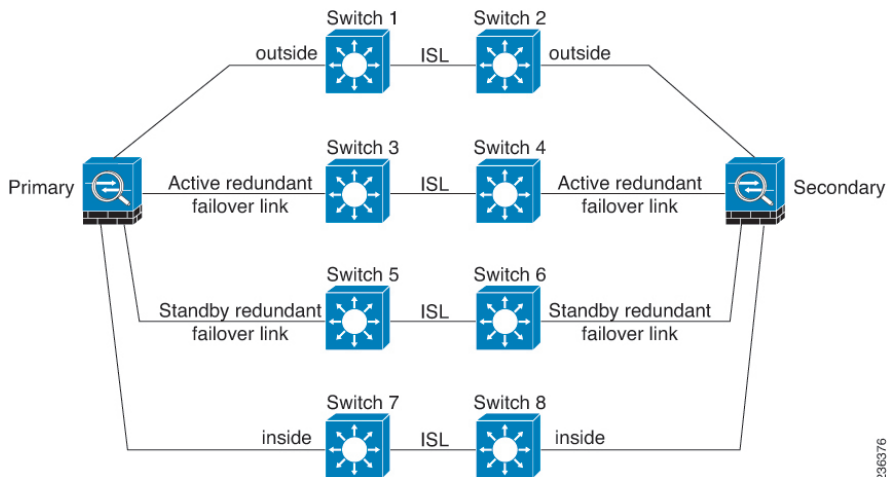 Switch 1 Switch 2
outside ISL outside
Switch 3 Switch 4
Primary Active redundant failover link ISL Active redundant failover link Secondary
Switch 5 Switch 6
Standby redundant failover link ISL Standby redundant failover link
Switch 7 Switch 8
inside ISL inside
236376